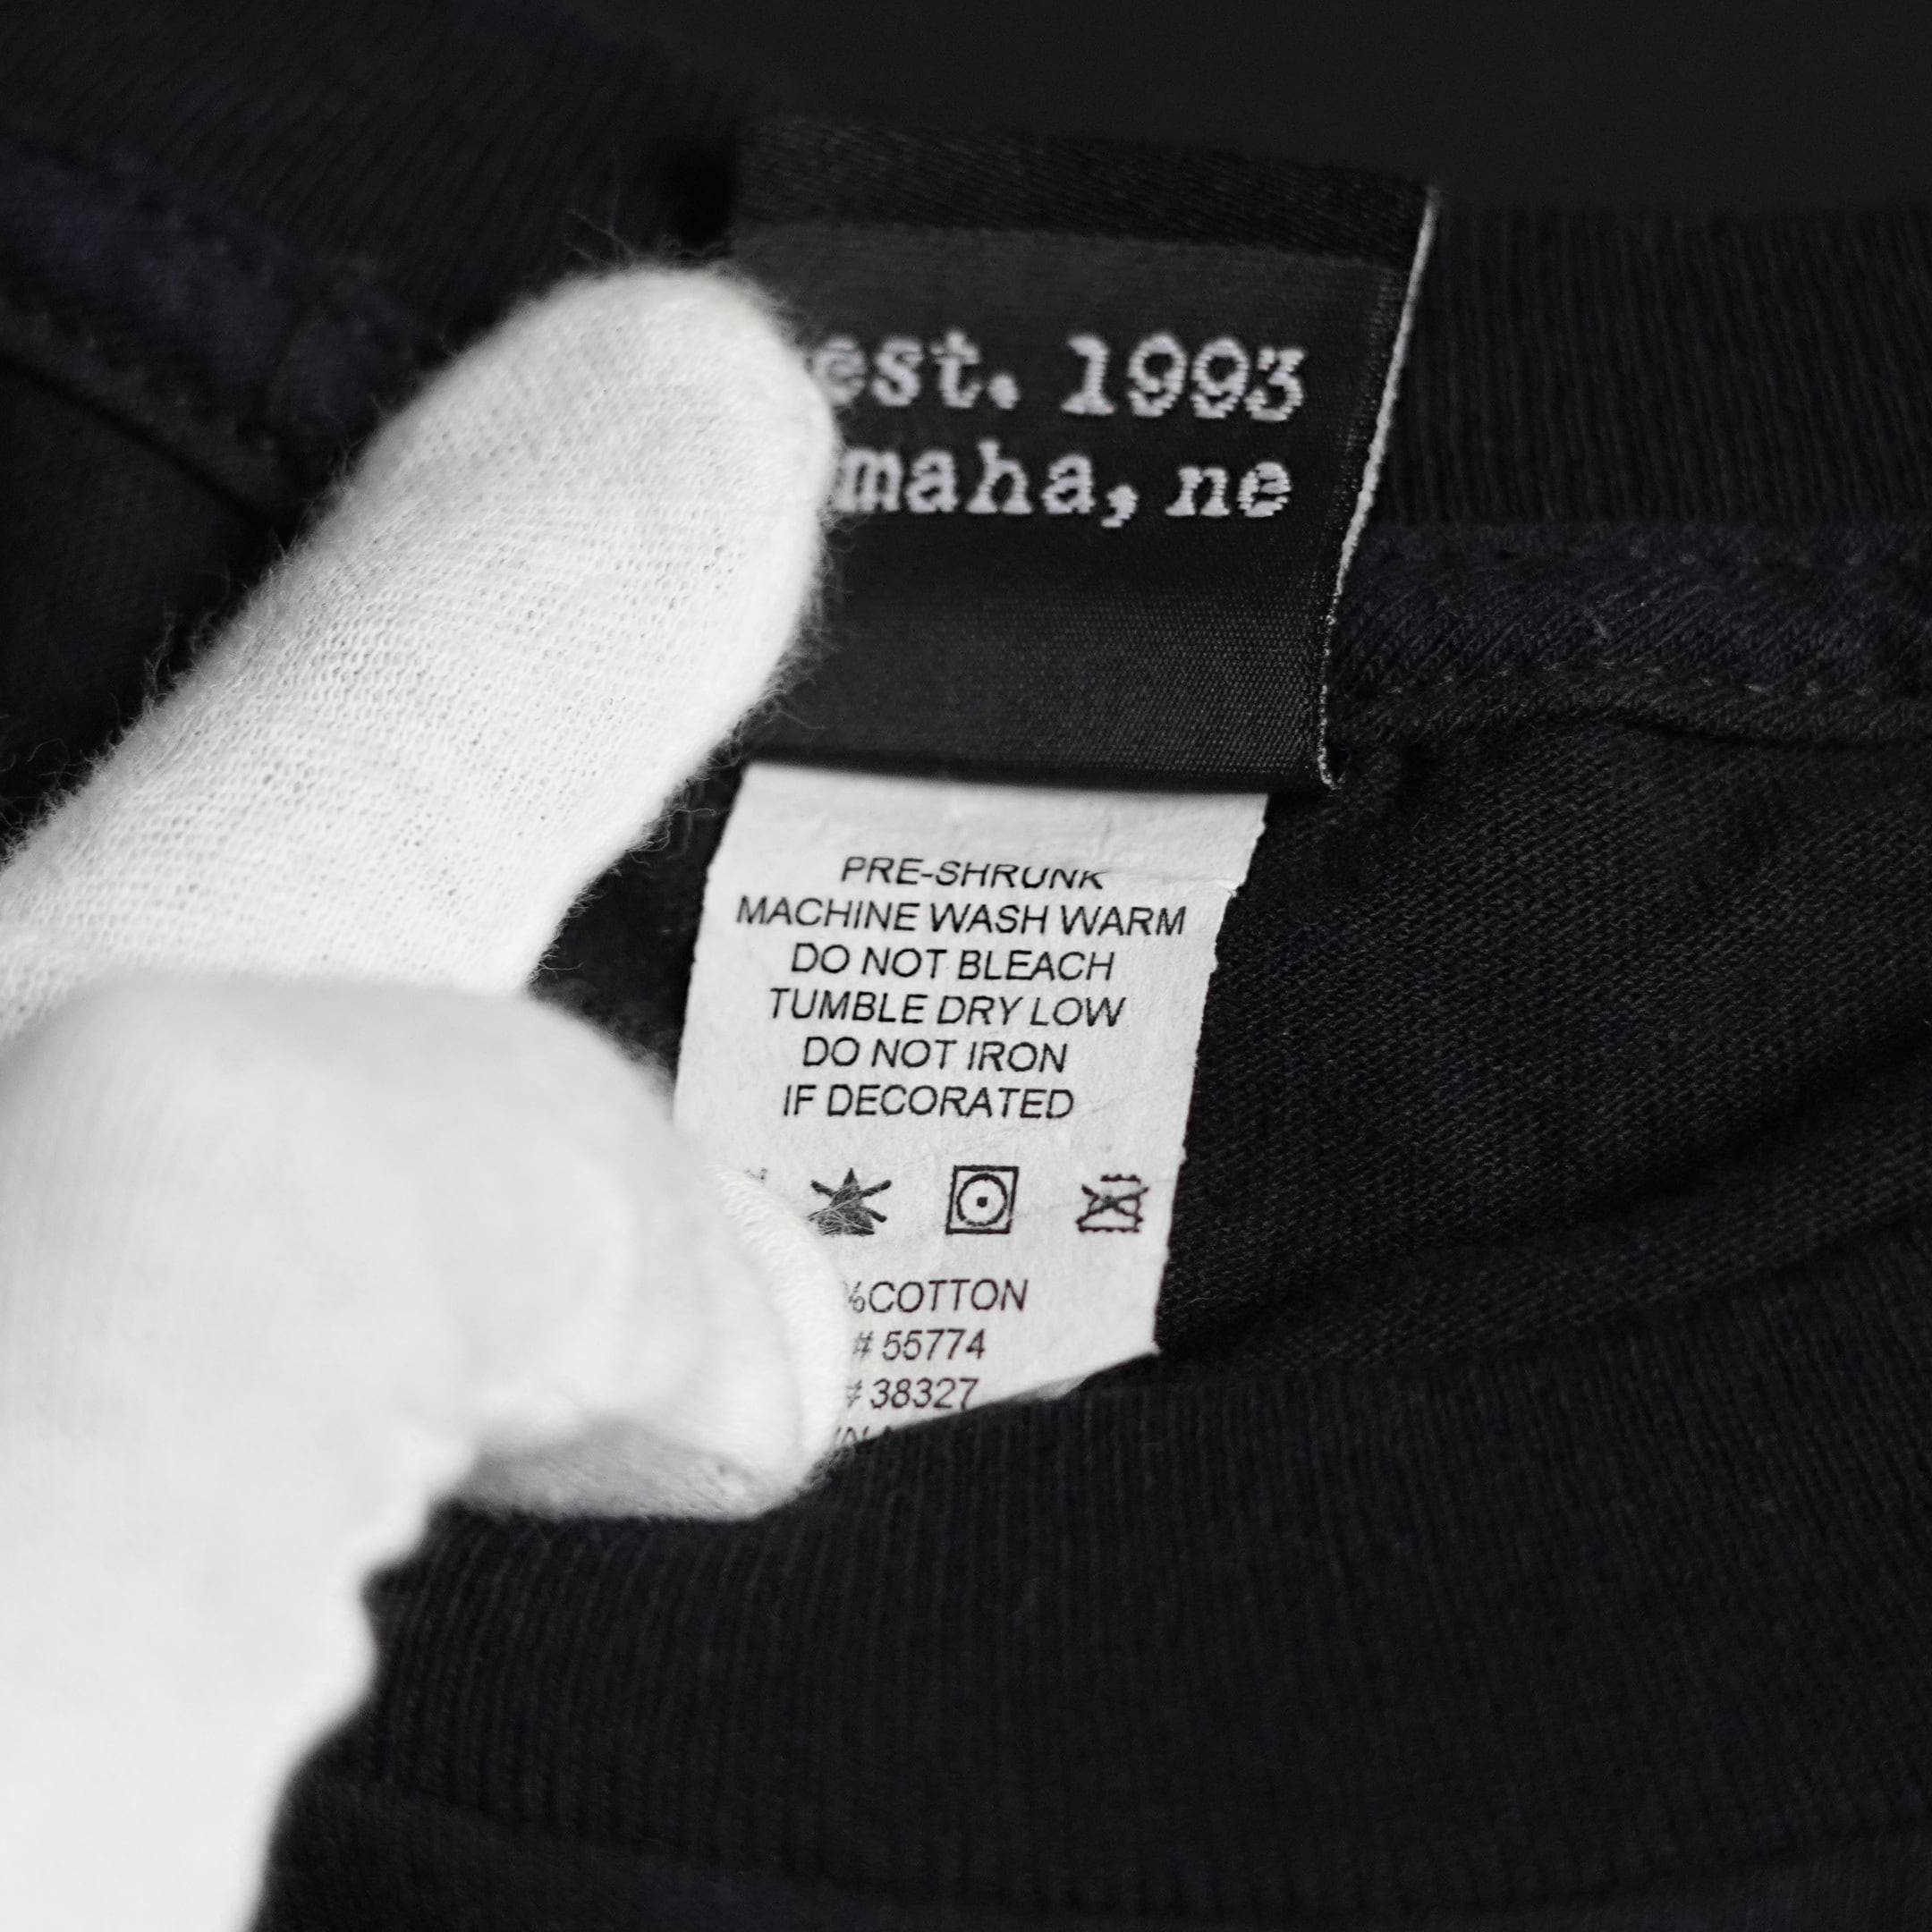 est. 1993
maha, ne
PRE-SHRUNK
MACHINE WASH WARM
DO NOT BLEACH
TUMBLE DRY LOW
DO NOT IRON
IF DECORATED
% COTTON
# 55774
# 38327